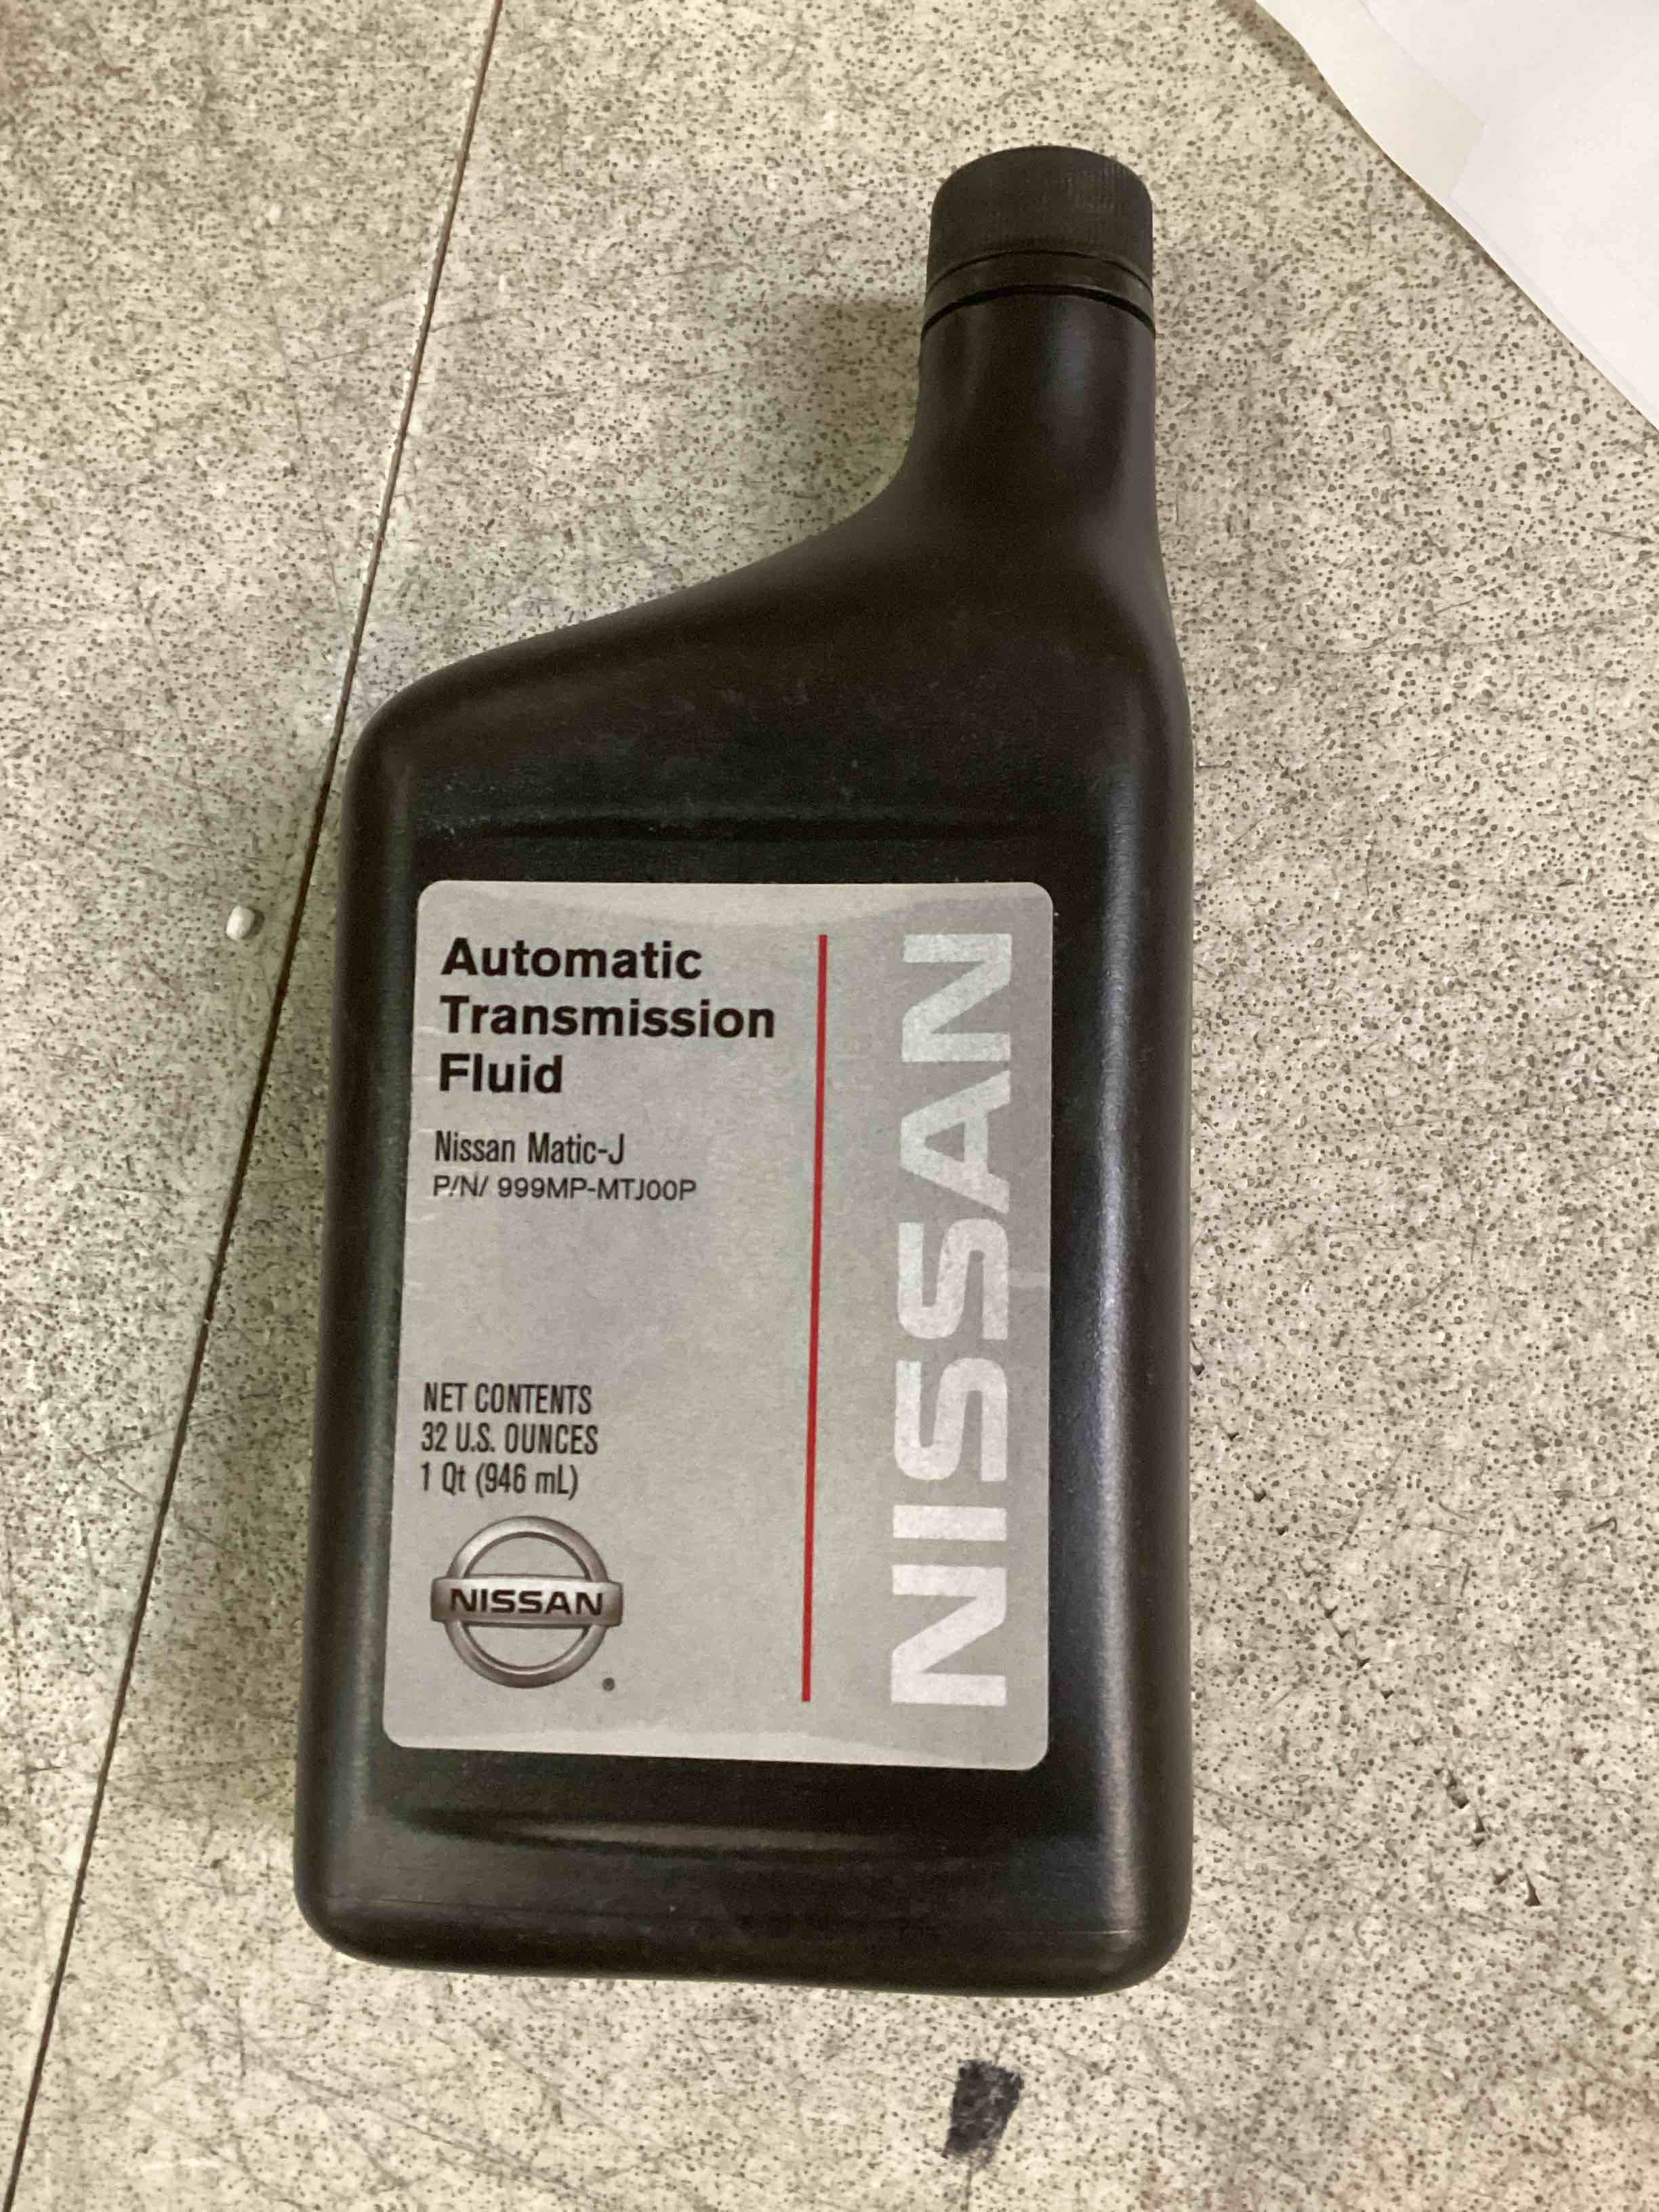 Automatic
Transmission
Fluid
Nissan Matic-J
P/N/ 999MP-MTJ00P
NET CONTENTS
32 U.S. OUNCES
1 Qt (946 mL)
NISSAN
NISSAN